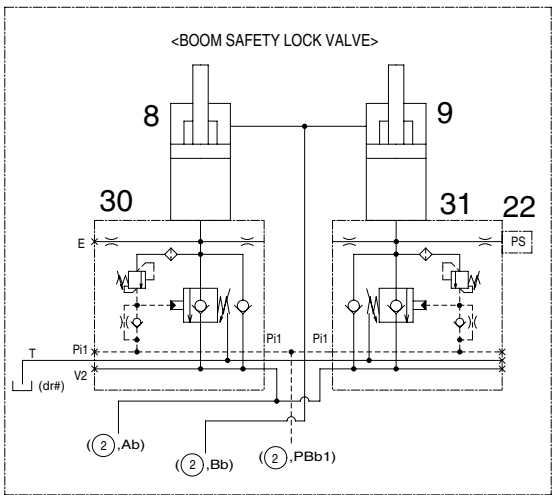 <BOOM SAFETY LOCK VALVE>
8 9
30 31 22
E PS
Pi1 Pi1 Pi1
T
V2
(dr#)
(2,Ab)
(2,Bb) (2,PBb1)